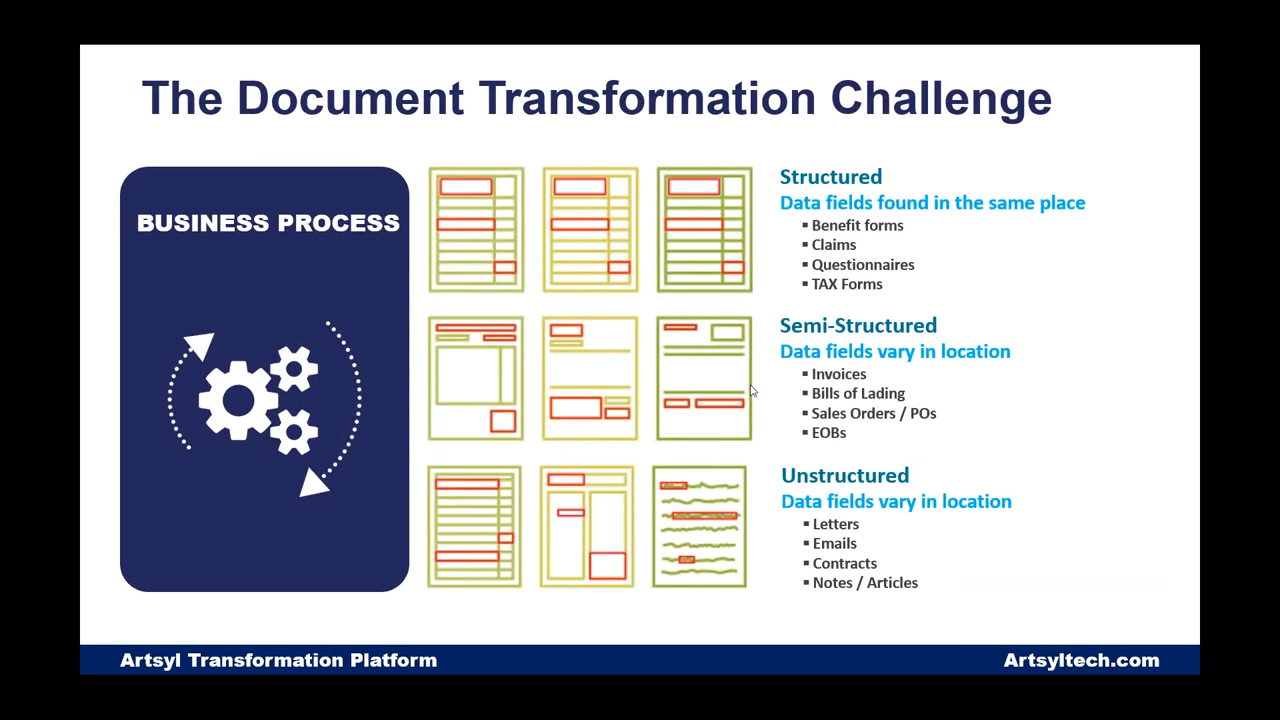 The Document Transformation Challenge
BUSINESS PROCESS
Structured
Data fields found in the same place
▪ Benefit forms
▪ Claims
▪ Questionnaires
▪ TAX Forms
Semi-Structured
Data fields vary in location
▪ Invoices
▪ Bills of Lading
▪ Sales Orders / POs
▪ EOBs
Unstructured
Data fields vary in location
▪ Letters
▪ Emails
▪ Contracts
▪ Notes / Articles
Artsyl Transformation Platform
Artsyltech.com